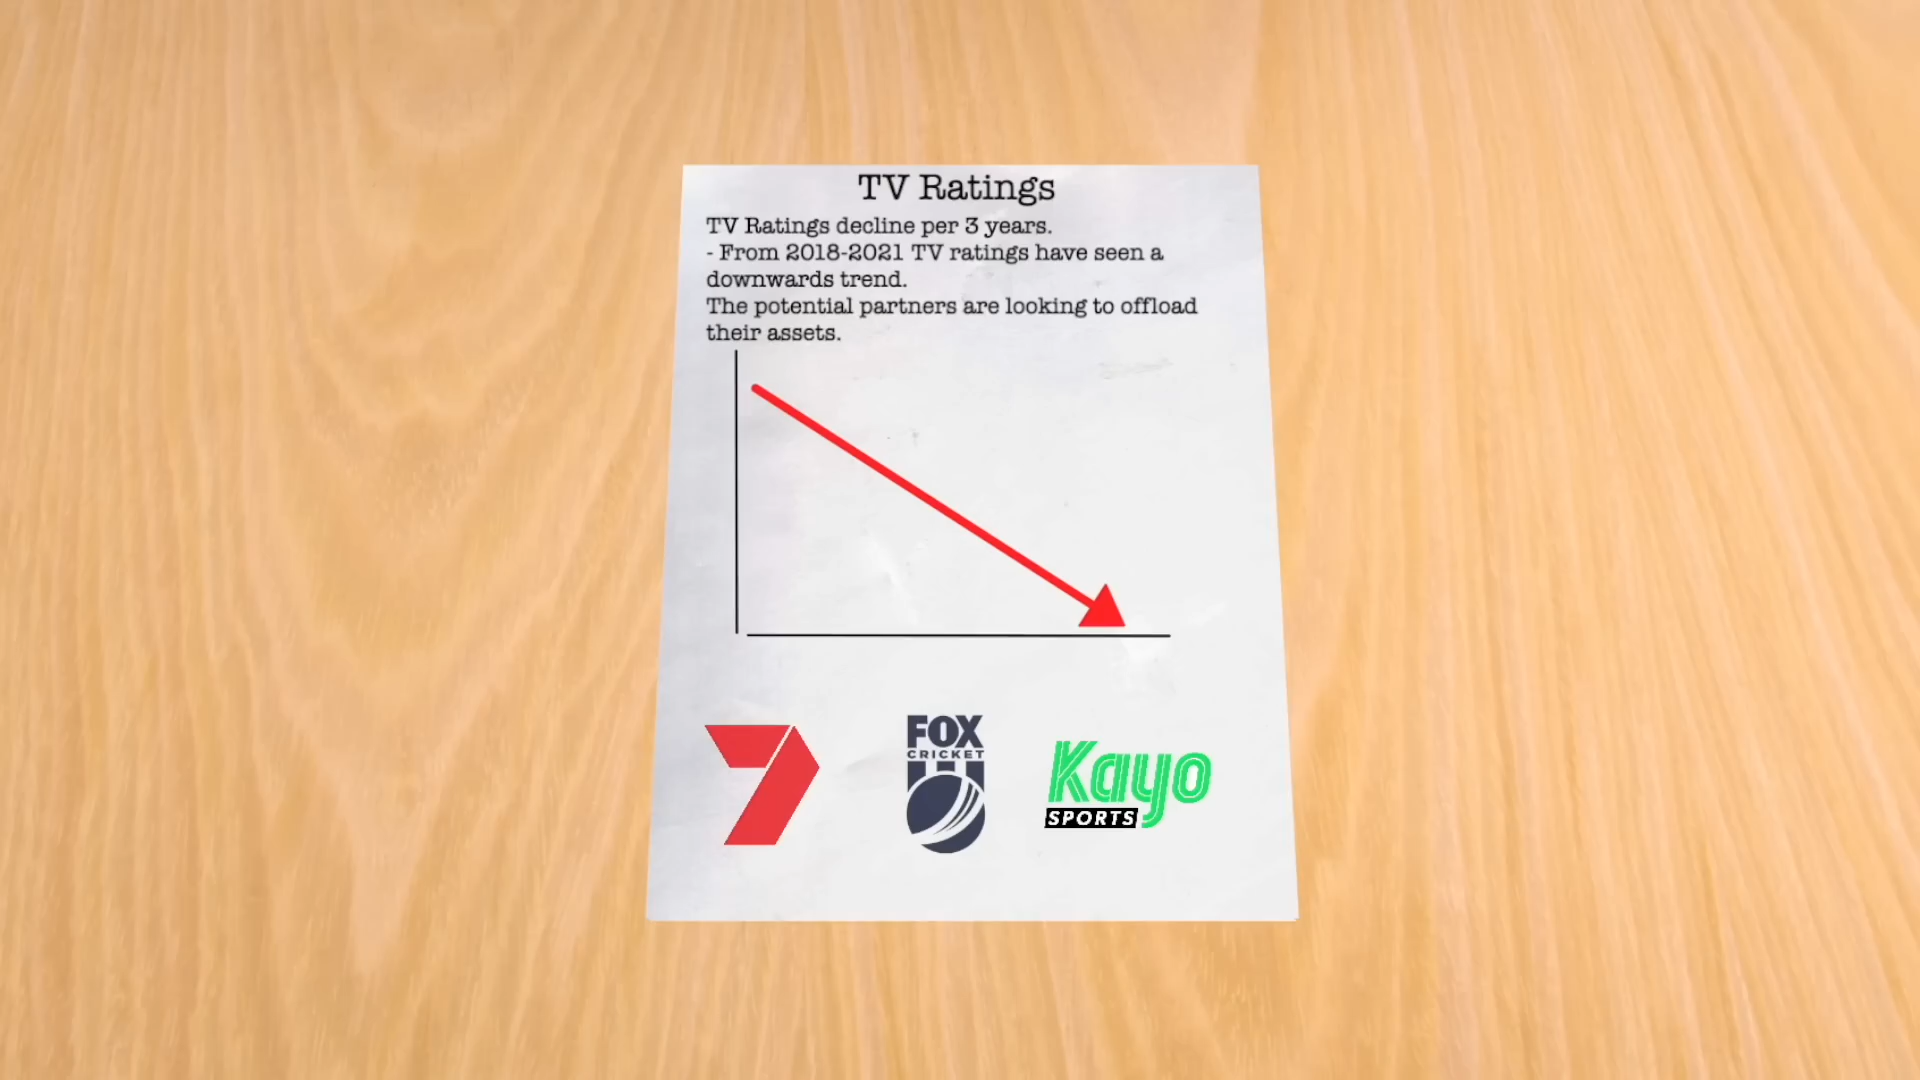 TV Ratings
TV Ratings decline per 3 years.
- From 2018-2021 TV ratings have seen a
downwards trend.
The potential partners are looking to offload
their assets.
7
FOX
CRICKET
Kayo
SPORTS